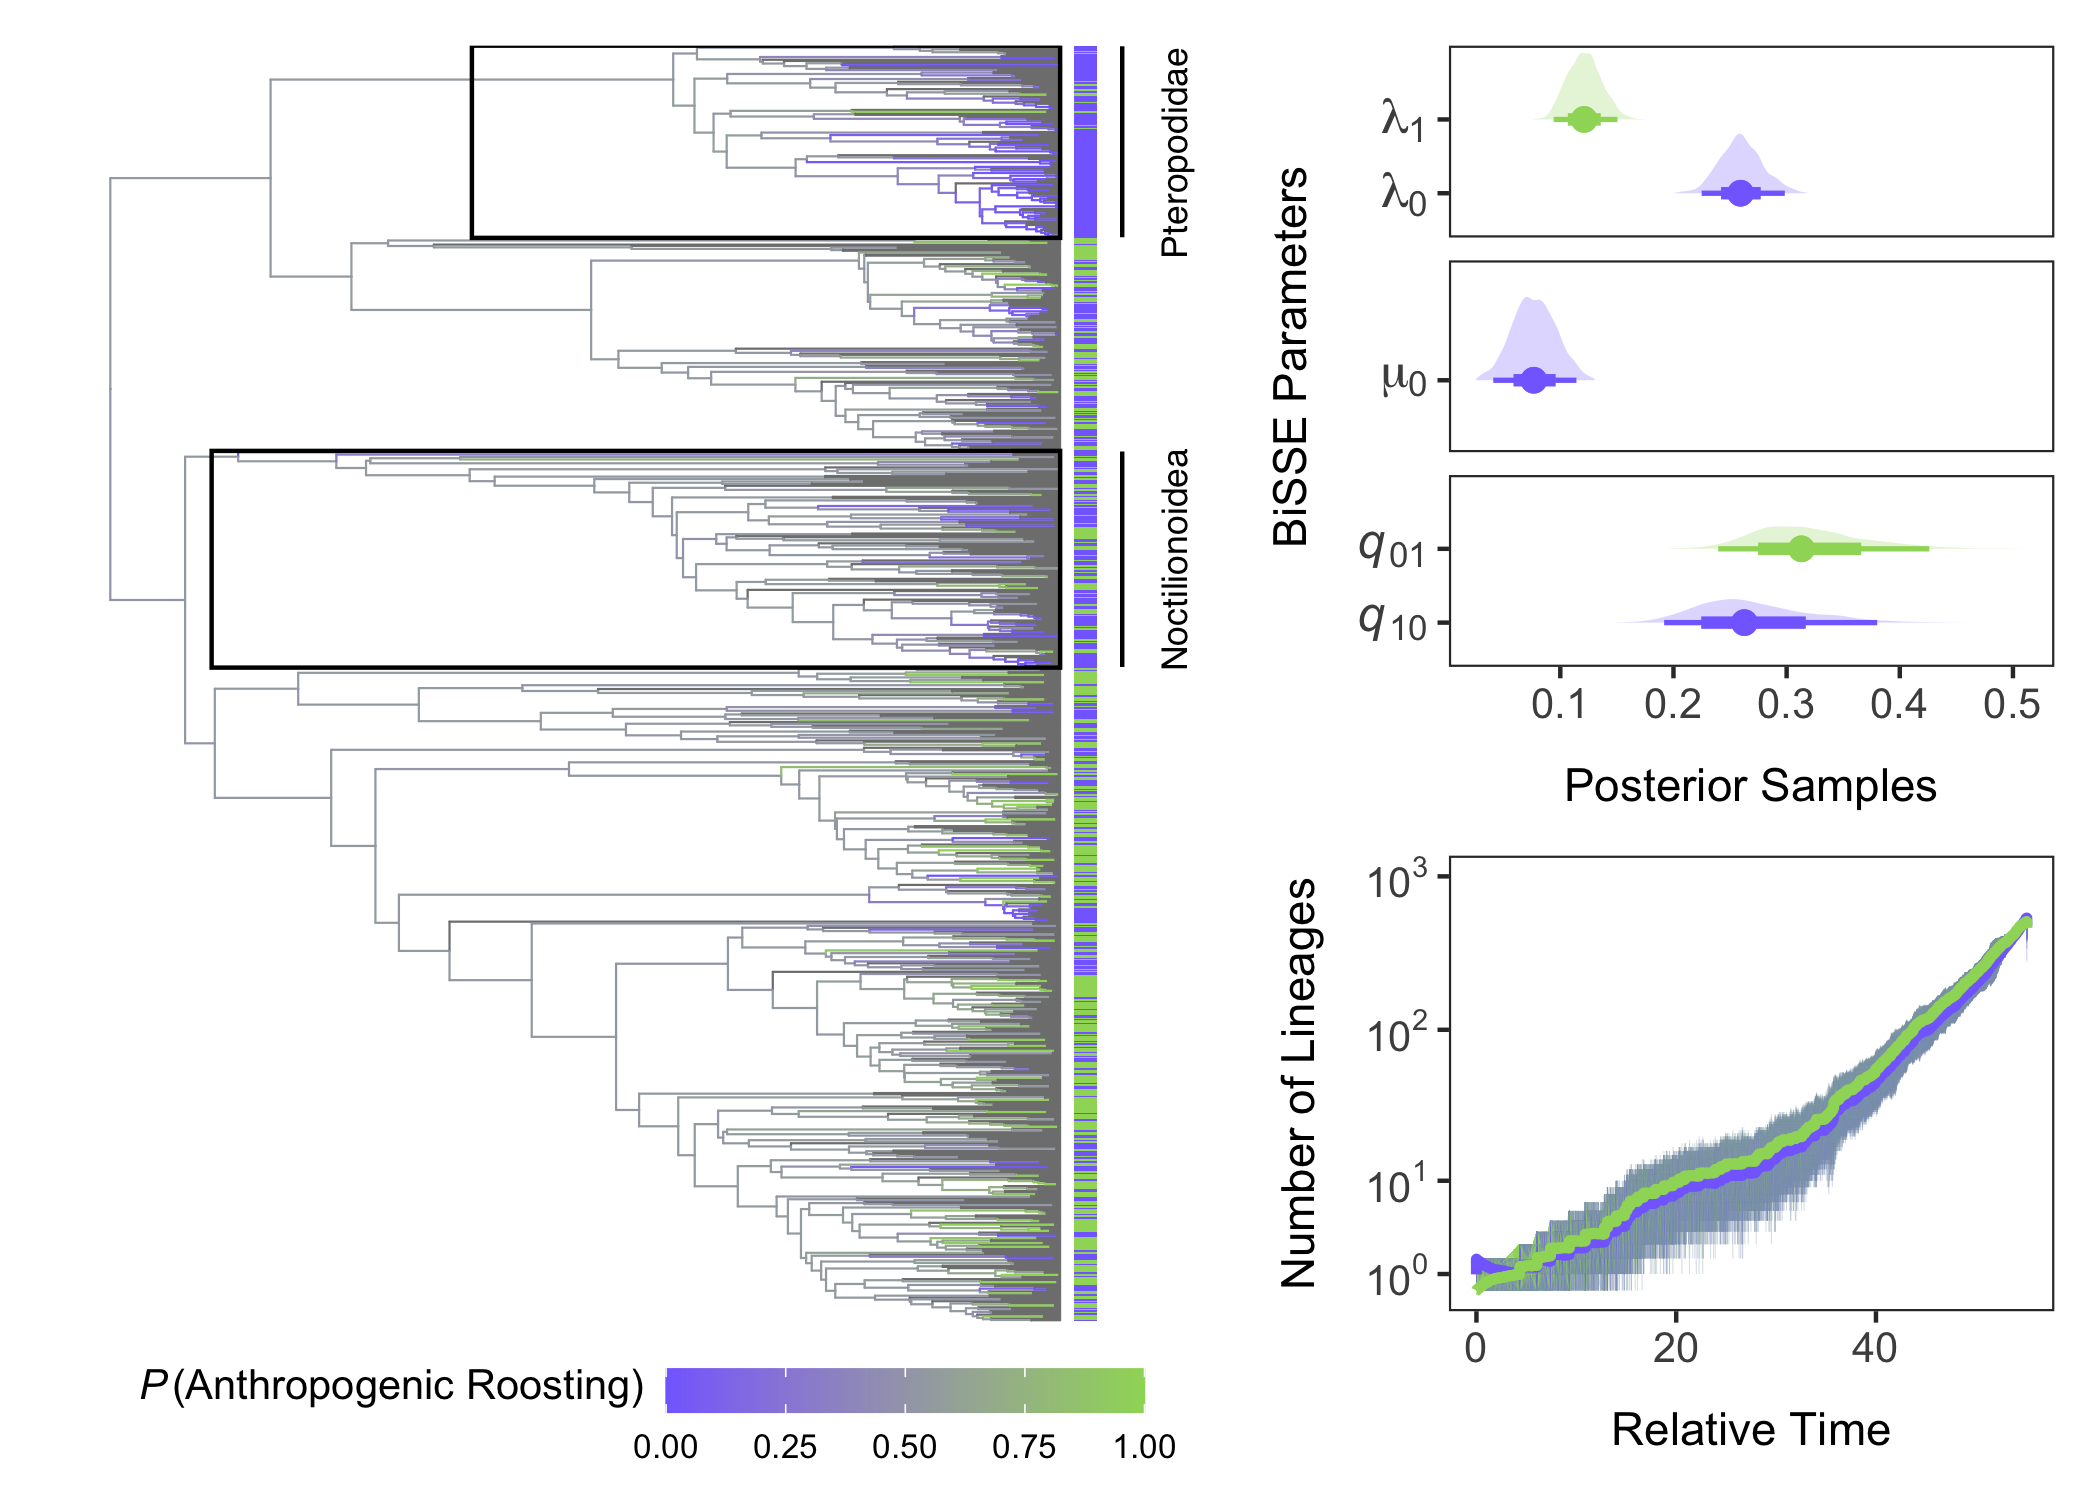 Pteropodidae
Noctilionoidea
P(Anthropogenic Roosting)
0.00 0.25 0.50 0.75 1.00
BiSSE Parameters
λ1
λ0
μ0
q01
q10
0.1 0.2 0.3 0.4 0.5
Posterior Samples
Number of Lineages
10³
10²
10¹
10⁰
0 20 40
Relative Time